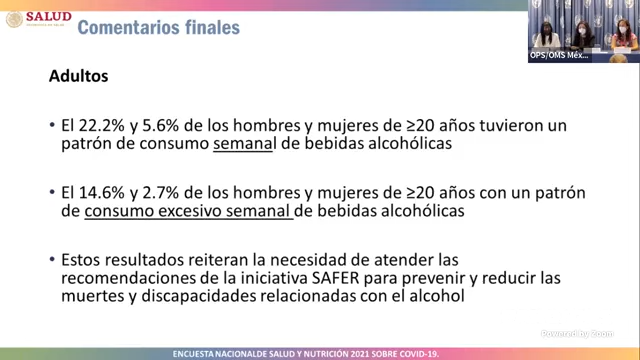 SALUD
Comentarios finales
OPS/OMS Méx...
Adultos
• El 22.2% y 5.6% de los hombres y mujeres de ≥20 años tuvieron un
patrón de consumo semanal de bebidas alcohólicas
• El 14.6% y 2.7% de los hombres y mujeres de ≥20 años con un patrón
de consumo excesivo semanal de bebidas alcohólicas
• Estos resultados reiteran la necesidad de atender las
recomendaciones de la iniciativa SAFER para prevenir y reducir las
muertes y discapacidades relacionadas con el alcohol
Powered by Zoom
ENCUESTA NACIONALDE SALUD Y NUTRICIÓN 2021 SOBRE COVID-19.